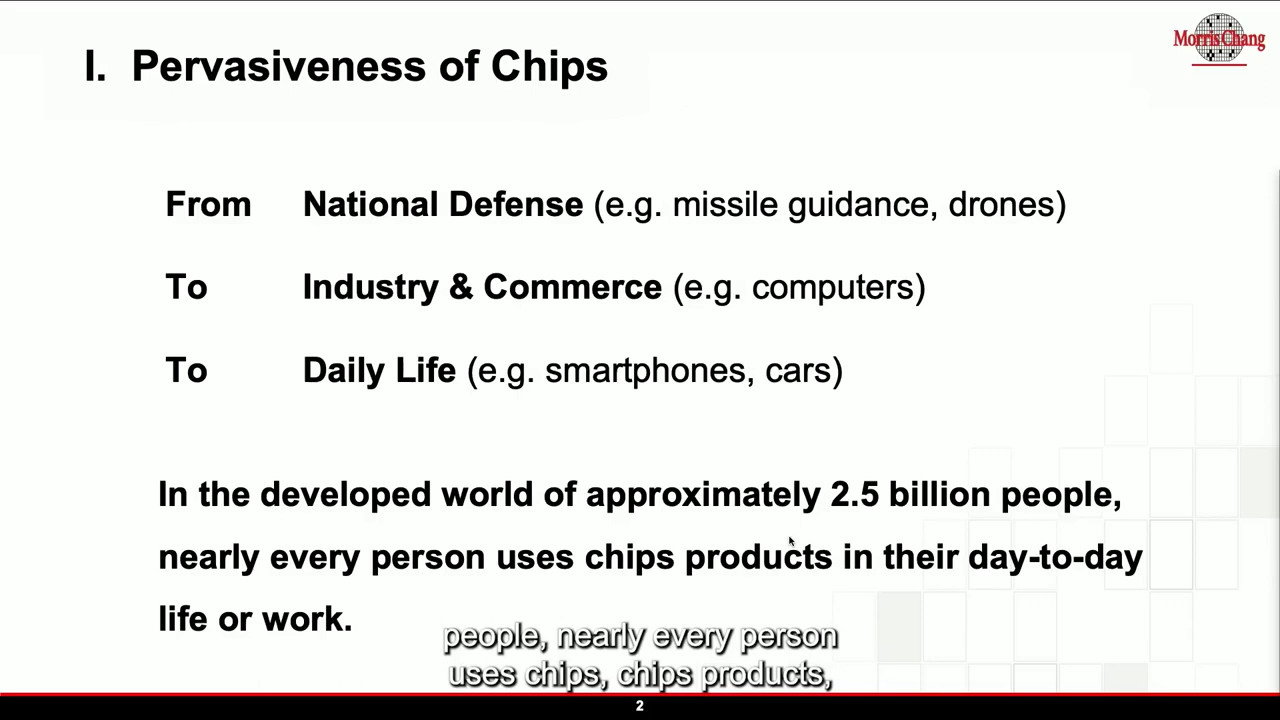 Morris Chang
I. Pervasiveness of Chips
From National Defense (e.g. missile guidance, drones)
To Industry & Commerce (e.g. computers)
To Daily Life (e.g. smartphones, cars)
In the developed world of approximately 2.5 billion people,
nearly every person uses chips products in their day-to-day
life or work.
people, nearly every person
uses chips, chips products,
2